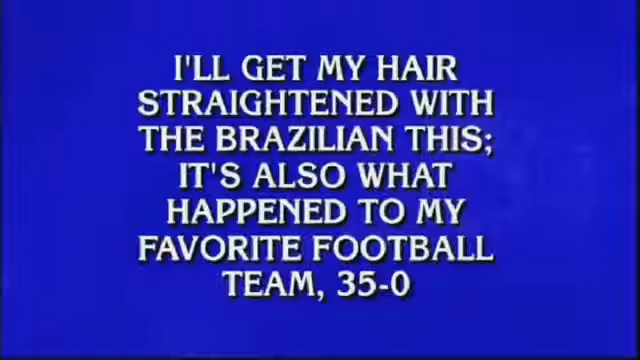 I'LL GET MY HAIR
STRAIGHTENED WITH
THE BRAZILIAN THIS;
IT'S ALSO WHAT
HAPPENED TO MY
FAVORITE FOOTBALL
TEAM, 35-0